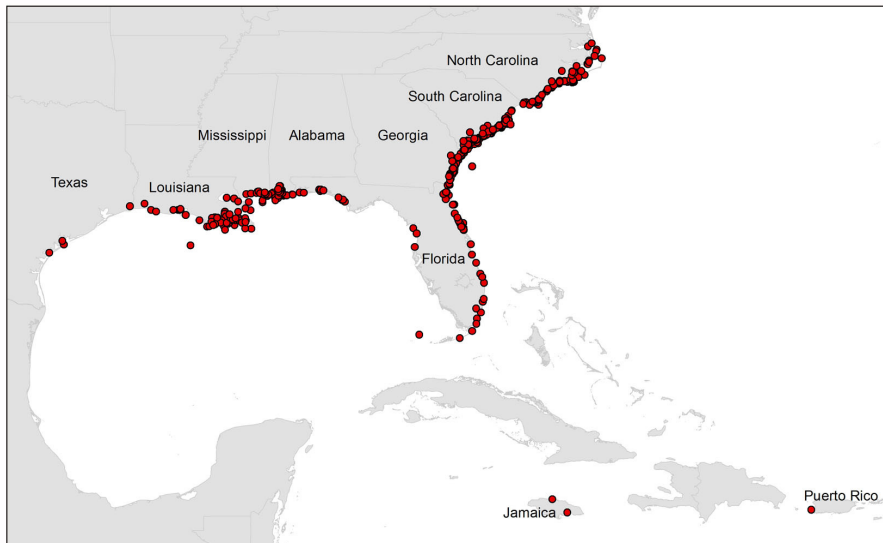 North Carolina
South Carolina
Mississippi
Alabama
Georgia
Texas
Louisiana
Florida
Jamaica
Puerto Rico